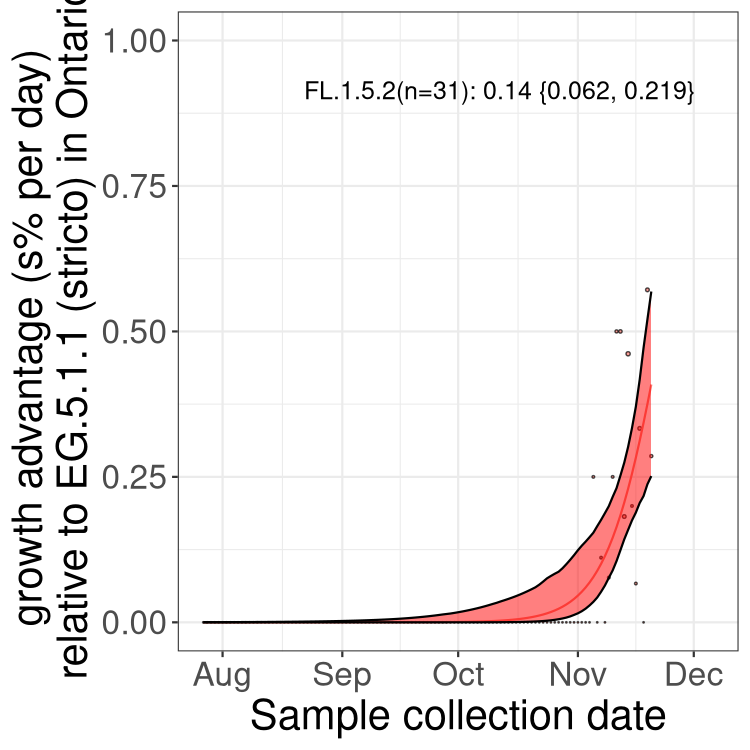 growth advantage (s% per day)
relative to EG.5.1.1 (stricto) in Ontario
1.00
FL.1.5.2(n=31): 0.14 {0.062, 0.219}
0.75
0.50
0.25
0.00
Aug Sep Oct Nov Dec
Sample collection date